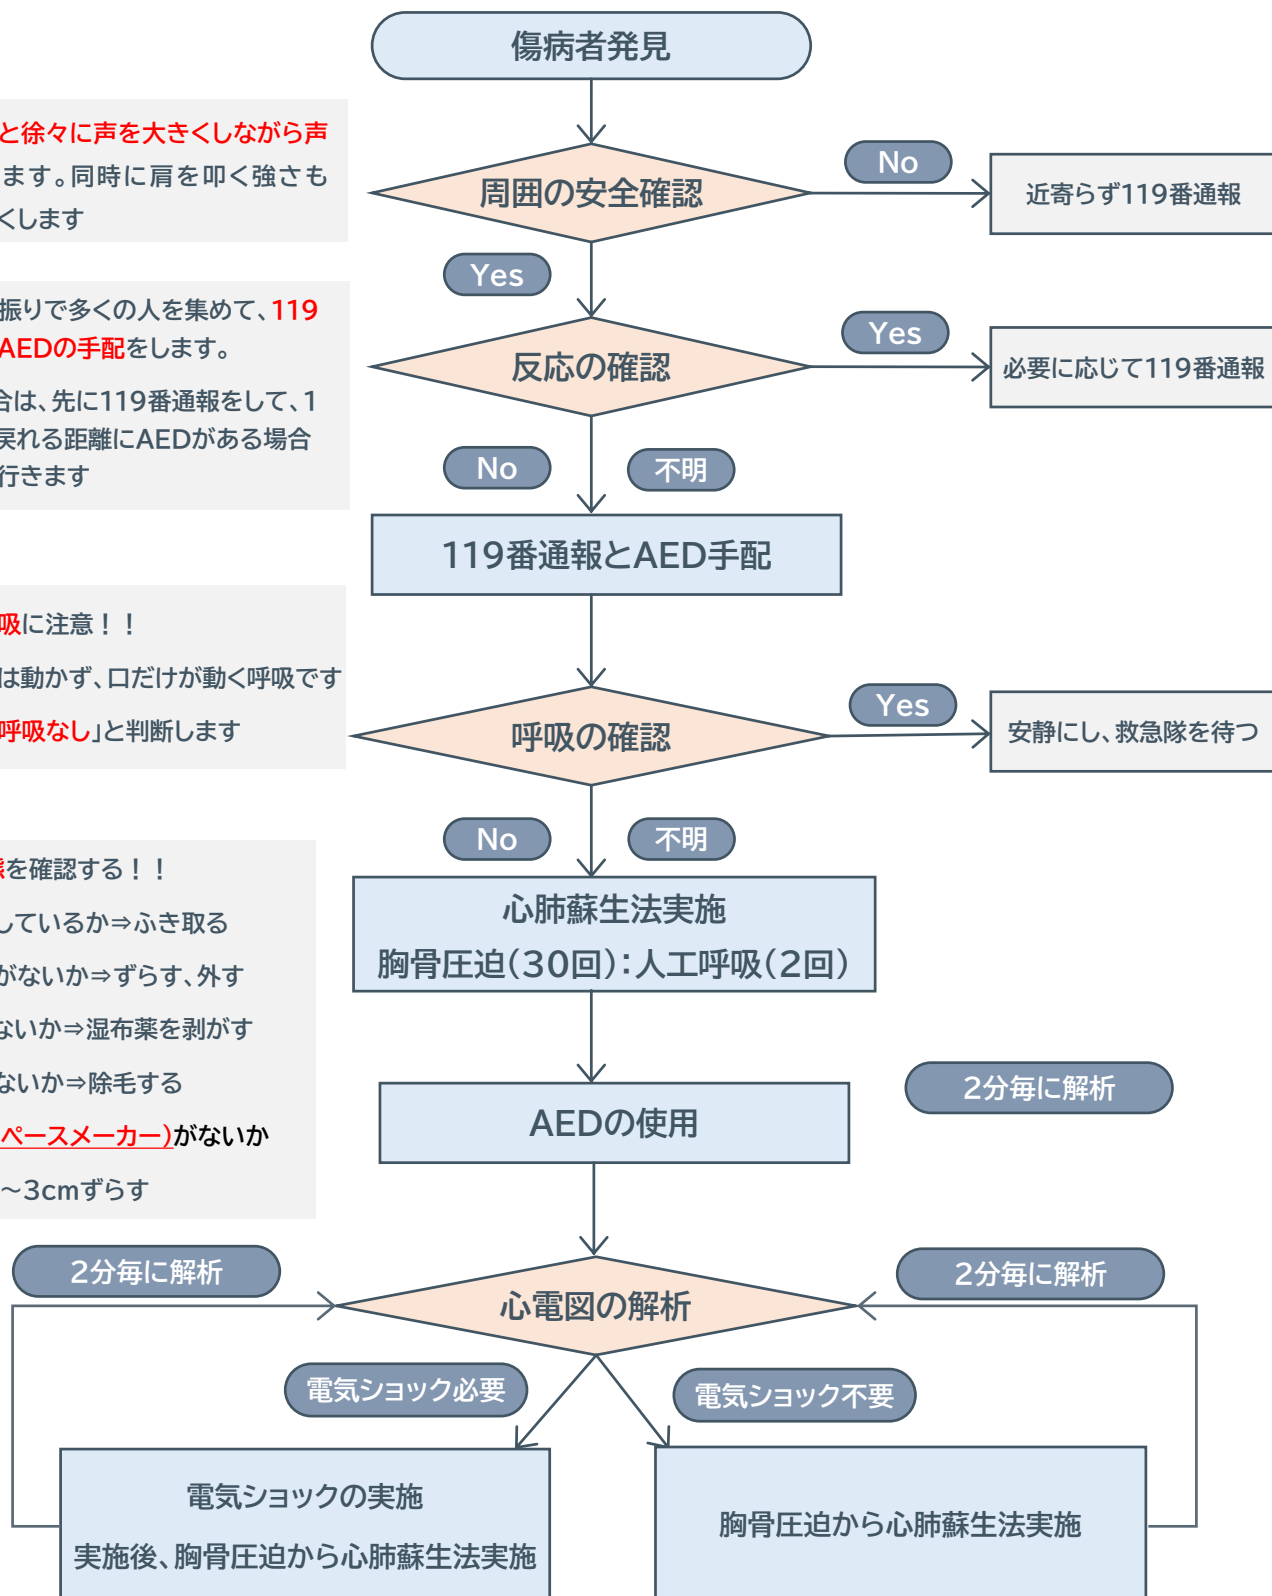 傷病者発見
と徐々に声を大きくしながら声
ます。同時に肩を叩く強さも
くします
周囲の安全確認
No
近寄らず119番通報
Yes
振りで多くの人を集めて、119
AEDの手配をします。
合は、先に119番通報をして、1
戻れる距離にAEDがある場合
行きます
反応の確認
Yes
必要に応じて119番通報
No
不明
119番通報とAED手配
吸に注意！！
は動かず、口だけが動く呼吸です
呼吸なし」と判断します
呼吸の確認
Yes
安静にし、救急隊を待つ
No
不明
態を確認する！！
しているか⇒ふき取る
がないか⇒ずらす、外す
ないか⇒湿布薬を剥がす
ないか⇒除毛する
ペースメーカー)がないか
～3cmずらす
心肺蘇生法実施
胸骨圧迫(30回)：人工呼吸(2回)
2分毎に解析
AEDの使用
2分毎に解析
2分毎に解析
心電図の解析
電気ショック必要
電気ショック不要
電気ショックの実施
実施後、胸骨圧迫から心肺蘇生法実施
胸骨圧迫から心肺蘇生法実施